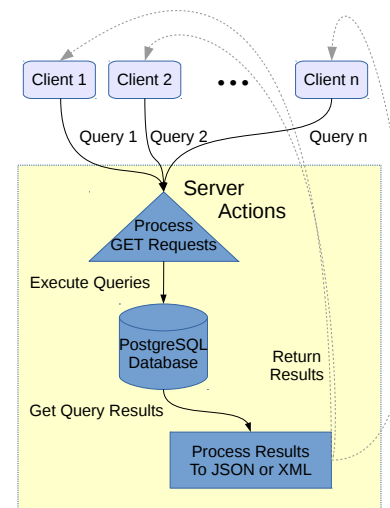 Client 1
Client 2
Client n
Query 1
Query 2
Query n
Server
Actions
Process
GET Requests
Execute Queries
PostgreSQL
Database
Return
Results
Get Query Results
Process Results
To JSON or XML